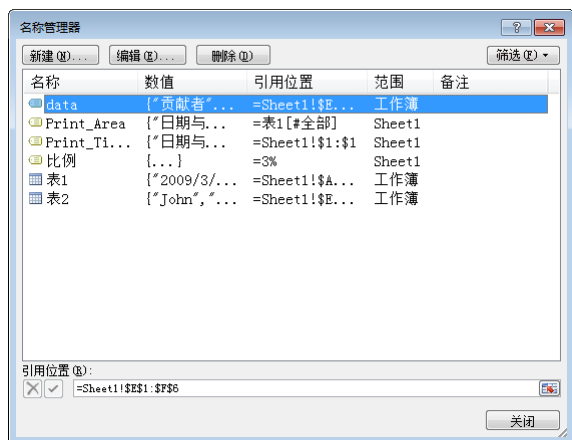 名称管理器
新建(N)... 编辑(E)... 删除(D) 筛选(F)
名称 数值 引用位置 范围 备注
data {"贡献者"... =Sheet1!$E... 工作簿
Print_Area {"日期与... =表1[#全部] Sheet1
Print_Ti... {"日期与... =Sheet1!$1:$1 Sheet1
比例 {...} =3% Sheet1
表1 {"2009/3/... =Sheet1!$A... 工作簿
表2 {"John","... =Sheet1!$E... 工作簿
引用位置(R):
=Sheet1!$E$1:$F$6
关闭